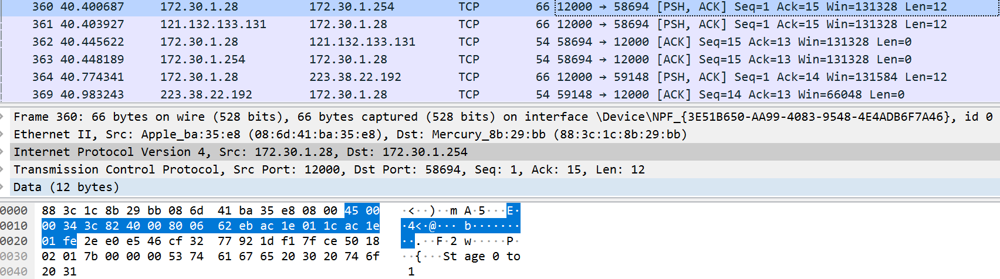 360 40.400687 172.30.1.28 172.30.1.254 TCP 66 12000 → 58694 [PSH, ACK] Seq=1 Ack=15 Win=131328 Len=12
361 40.403927 121.132.133.131 172.30.1.28 TCP 66 12000 → 58694 [PSH, ACK] Seq=1 Ack=15 Win=131328 Len=12
362 40.445622 172.30.1.28 121.132.133.131 TCP 54 58694 → 12000 [ACK] Seq=15 Ack=13 Win=131328 Len=0
363 40.448189 172.30.1.254 172.30.1.28 TCP 54 58694 → 12000 [ACK] Seq=15 Ack=13 Win=131328 Len=0
364 40.774341 172.30.1.28 223.38.22.192 TCP 66 12000 → 59148 [PSH, ACK] Seq=1 Ack=14 Win=131584 Len=12
369 40.983243 223.38.22.192 172.30.1.28 TCP 54 59148 → 12000 [ACK] Seq=14 Ack=13 Win=66048 Len=0
Frame 360: 66 bytes on wire (528 bits), 66 bytes captured (528 bits) on interface \Device\NPF_{3E51B650-AA99-4083-9548-4E4ADB6F7A46}, id 0
Ethernet II, Src: Apple_ba:35:e8 (08:6d:41:ba:35:e8), Dst: Mercury_8b:29:bb (88:3c:1c:8b:29:bb)
Internet Protocol Version 4, Src: 172.30.1.28, Dst: 172.30.1.254
Transmission Control Protocol, Src Port: 12000, Dst Port: 58694, Seq: 1, Ack: 15, Len: 12
Data (12 bytes)
0000 88 3c 1c 8b 29 bb 08 6d 41 ba 35 e8 08 00 45 00 ·<··)··m A·5···E·
0010 00 34 3c 82 40 00 80 06 62 eb ac 1e 01 1c ac 1e ·4<·@··· b·······
0020 01 fe 2e e0 e5 46 cf 32 77 92 1d f1 7f ce 50 18 ··.··F·2 w·····P·
0030 02 01 7b 00 00 00 53 74 61 67 65 20 30 20 74 6f ··{···St age 0 to
0040 20 31 1